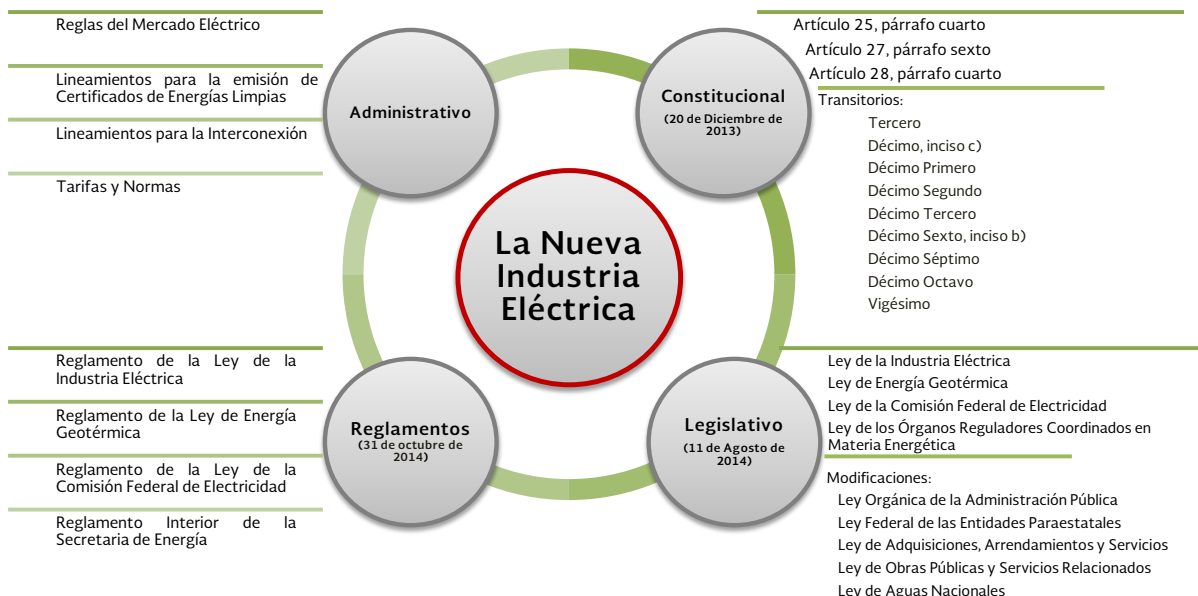 Reglas del Mercado Eléctrico
Lineamientos para la emisión de
Certificados de Energías Limpias
Lineamientos para la Interconexión
Tarifas y Normas
Administrativo
Constitucional
(20 de Diciembre de
2013)
Artículo 25, párrafo cuarto
Artículo 27, párrafo sexto
Artículo 28, párrafo cuarto
Transitorios:
Tercero
Décimo, inciso c)
Décimo Primero
Décimo Segundo
Décimo Tercero
Décimo Sexto, inciso b)
Décimo Séptimo
Décimo Octavo
Vigésimo
La Nueva
Industria
Eléctrica
Reglamento de la Ley de la
Industria Eléctrica
Reglamento de la Ley de Energía
Geotérmica
Reglamento de la Ley de la
Comisión Federal de Electricidad
Reglamento Interior de la
Secretaria de Energía
Reglamentos
(31 de octubre de
2014)
Legislativo
(11 de Agosto de
2014)
Ley de la Industria Eléctrica
Ley de Energía Geotérmica
Ley de la Comisión Federal de Electricidad
Ley de los Órganos Reguladores Coordinados en
Materia Energética
Modificaciones:
Ley Orgánica de la Administración Pública
Ley Federal de las Entidades Paraestatales
Ley de Adquisiciones, Arrendamientos y Servicios
Ley de Obras Públicas y Servicios Relacionados
Ley de Aguas Nacionales